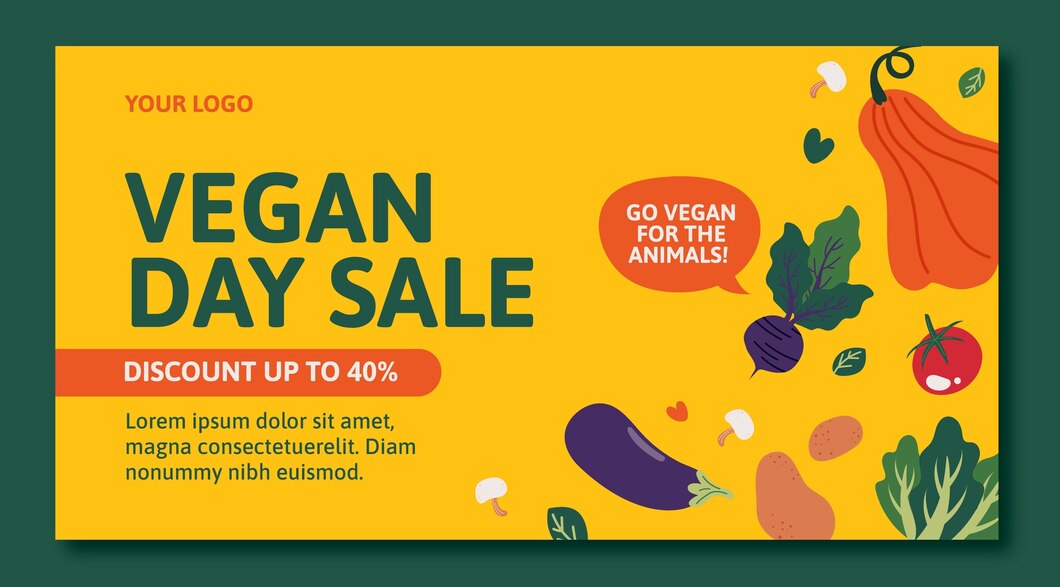 YOUR LOGO
VEGAN
DAY SALE
DISCOUNT UP TO 40%
Lorem ipsum dolor sit amet,
magna consectetuerelit. Diam
nonummy nibh euismod.
GO VEGAN
FOR THE
ANIMALS!